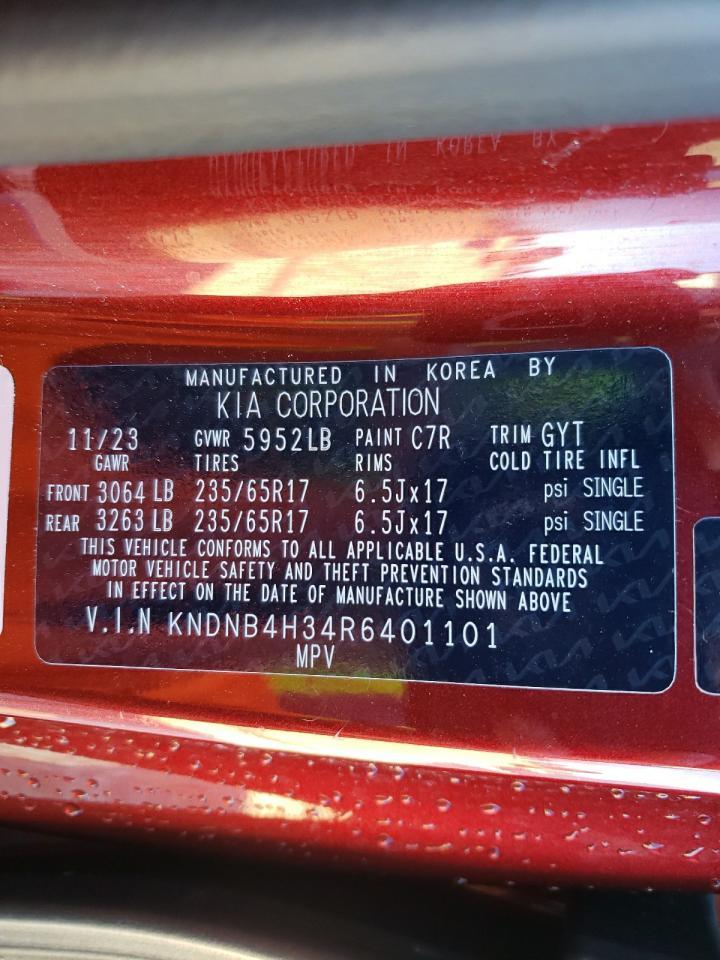 MANUFACTURED IN KOREA BY
KIA CORPORATION
11/23 GVWR 5952LB PAINT C7R TRIM GYT
GAWR TIRES RIMS COLD TIRE INFL
FRONT 3064 LB 235/65R17 6.5Jx17 psi SINGLE
REAR 3263 LB 235/65R17 6.5Jx17 psi SINGLE
THIS VEHICLE CONFORMS TO ALL APPLICABLE U.S.A. FEDERAL
MOTOR VEHICLE SAFETY AND THEFT PREVENTION STANDARDS
IN EFFECT ON THE DATE OF MANUFACTURE SHOWN ABOVE
V.I.N KNDNB4H34R6401101
MPV